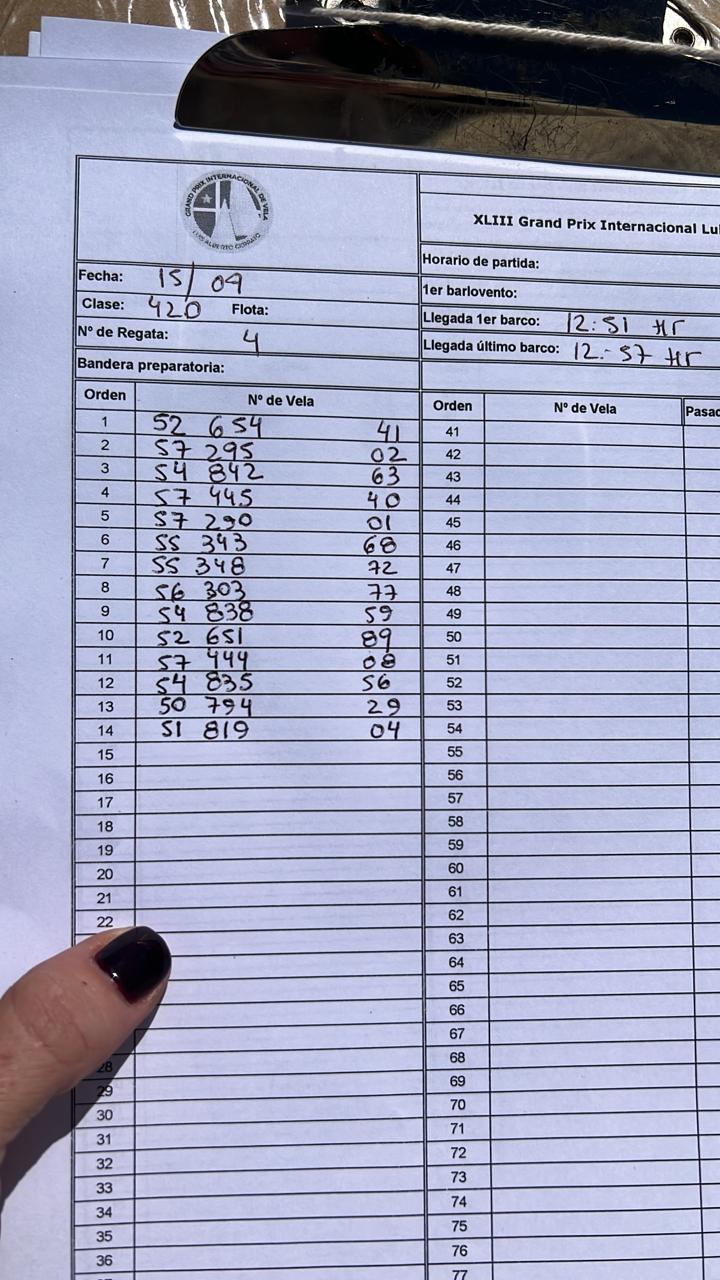 GRAND PRIX INTERNACIONAL DE VELA
XLIII Grand Prix Internacional Lu
Fecha: 15/09
Clase: 420 Flota:
Nº de Regata: 4
Bandera preparatoria:
Horario de partida:
1er barlovento:
Llegada 1er barco: 12:51 Hr
Llegada último barco: 12:57 Hr
Orden Nº de Vela
1 52 654 41
2 57 295 02
3 54 842 63
4 57 445 40
5 57 290 01
6 55 343 68
7 55 348 72
8 56 303 77
9 54 838 59
10 52 651 89
11 57 444 08
12 54 835 56
13 50 794 29
14 51 819 04
15
16
17
18
19
20
21
22
28
29
30
31
32
33
34
35
36
Orden Nº de Vela Pasad
41
42
43
44
45
46
47
48
49
50
51
52
53
54
55
56
57
58
59
60
61
62
63
64
65
66
67
68
69
70
71
72
73
74
75
76
77